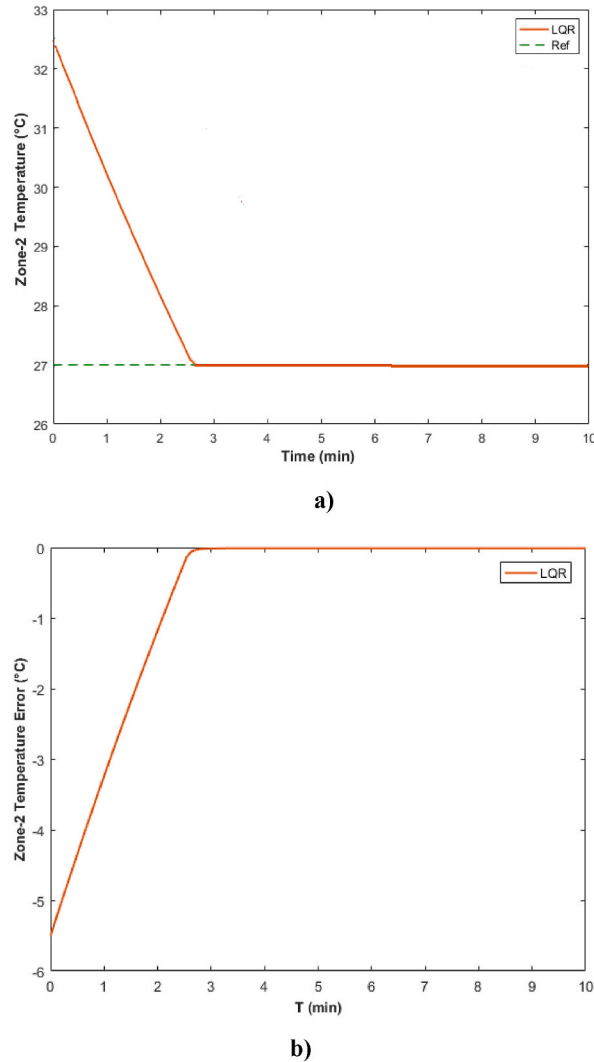 33
32
31
30
29
28
27
26
Zone-2 Temperature (°C)
LQR
Ref
0 1 2 3 4 5 6 7 8 9 10
Time (min)
a)
0
-1
-2
-3
-4
-5
-6
Zone-2 Temperature Error (°C)
LQR
0 1 2 3 4 5 6 7 8 9 10
T (min)
b)